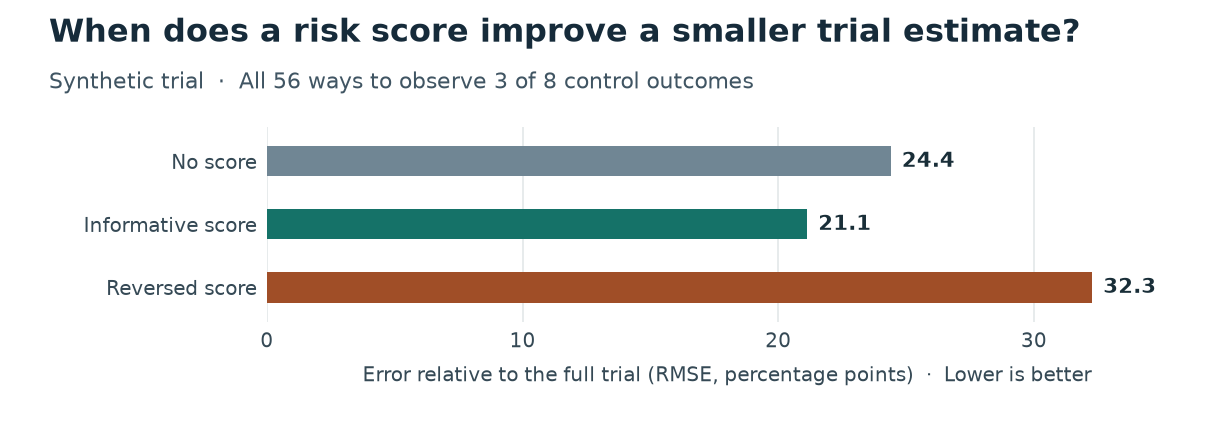 When does a risk score improve a smaller trial estimate?
Synthetic trial · All 56 ways to observe 3 of 8 control outcomes
No score 24.4
Informative score 21.1
Reversed score 32.3
0 10 20 30
Error relative to the full trial (RMSE, percentage points) · Lower is better